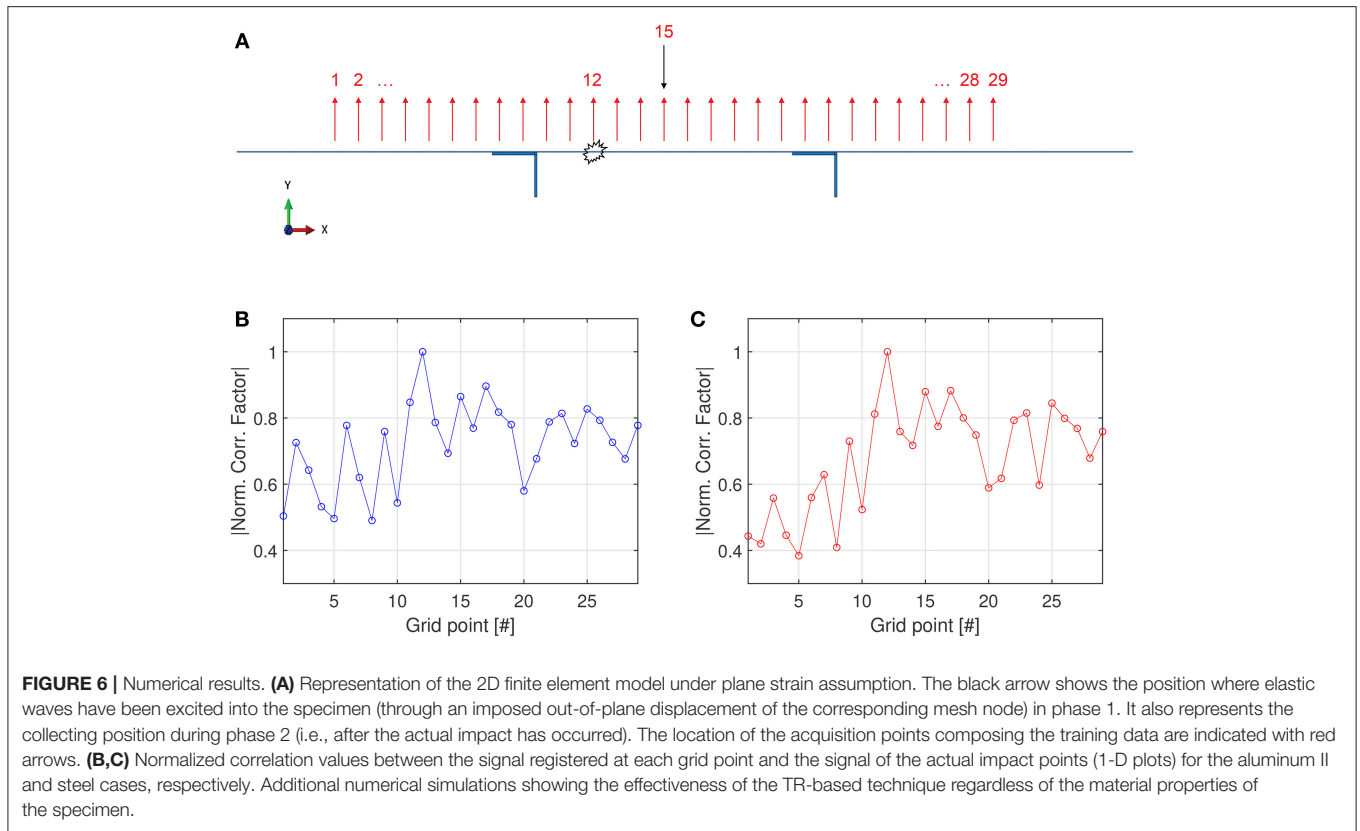 A
15
1 2 ... 12 ... 28 29
Y
X
B
|Norm. Corr. Factor|
1
0.8
0.6
0.4
5 10 15 20 25
Grid point [#]
C
|Norm. Corr. Factor|
1
0.8
0.6
0.4
5 10 15 20 25
Grid point [#]
FIGURE 6 | Numerical results. (A) Representation of the 2D finite element model under plane strain assumption. The black arrow shows the position where elastic
waves have been excited into the specimen (through an imposed out-of-plane displacement of the corresponding mesh node) in phase 1. It also represents the
collecting position during phase 2 (i.e., after the actual impact has occurred). The location of the acquisition points composing the training data are indicated with red
arrows. (B,C) Normalized correlation values between the signal registered at each grid point and the signal of the actual impact points (1-D plots) for the aluminum II
and steel cases, respectively. Additional numerical simulations showing the effectiveness of the TR-based technique regardless of the material properties of
the specimen.